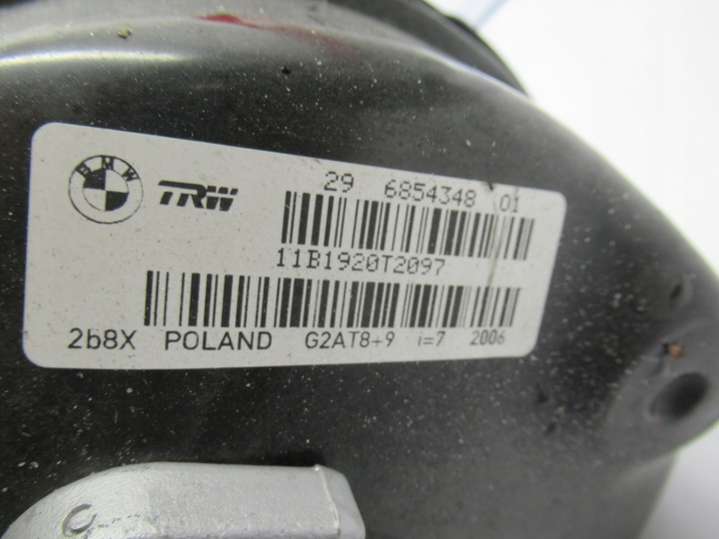 BMW TRW 29 6854348 01
11B1920T2097
2b8X POLAND G2AT8+9 i=7 2006